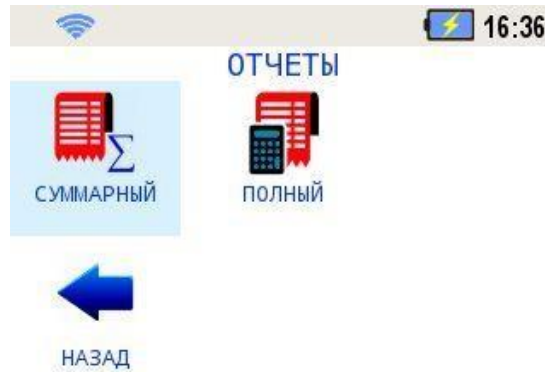 16:36
ОТЧЕТЫ
Σ
СУММАРНЫЙ
ПОЛНЫЙ
НАЗАД